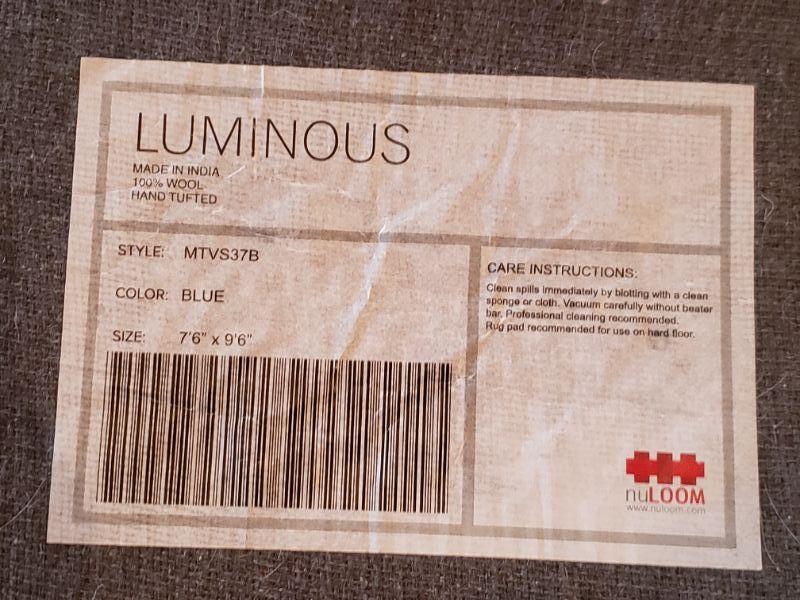 LUMINOUS
MADE IN INDIA
100% WOOL
HAND TUFTED
STYLE: MTVS37B
COLOR: BLUE
SIZE: 7'6" x 9'6"
CARE INSTRUCTIONS:
Clean spills immediately by blotting with a clean
sponge or cloth. Vacuum carefully without beater
bar. Professional cleaning recommended.
Rug pad recommended for use on hard floor.
nuLOOM
www.nuloom.com